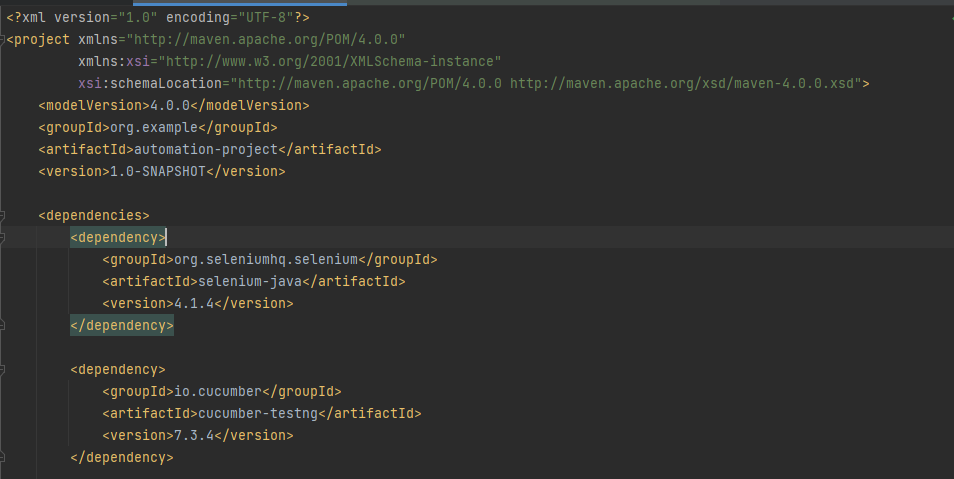 <?xml version="1.0" encoding="UTF-8"?>
<project xmlns="http://maven.apache.org/POM/4.0.0"
         xmlns:xsi="http://www.w3.org/2001/XMLSchema-instance"
         xsi:schemaLocation="http://maven.apache.org/POM/4.0.0 http://maven.apache.org/xsd/maven-4.0.0.xsd">
    <modelVersion>4.0.0</modelVersion>
    <groupId>org.example</groupId>
    <artifactId>automation-project</artifactId>
    <version>1.0-SNAPSHOT</version>

    <dependencies>
        <dependency>
            <groupId>org.seleniumhq.selenium</groupId>
            <artifactId>selenium-java</artifactId>
            <version>4.1.4</version>
        </dependency>

        <dependency>
            <groupId>io.cucumber</groupId>
            <artifactId>cucumber-testng</artifactId>
            <version>7.3.4</version>
        </dependency>